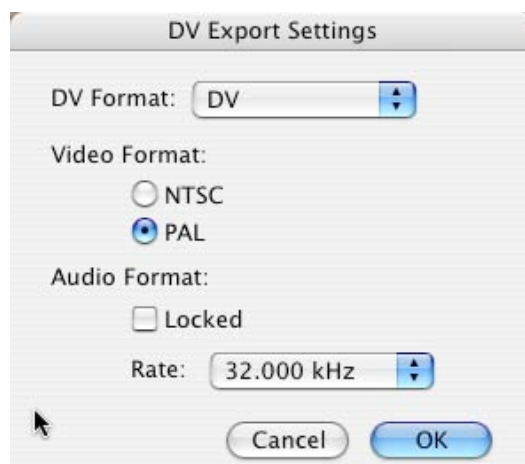 DV Export Settings
DV Format: DV
Video Format:
NTSC
PAL
Audio Format:
Locked
Rate: 32.000 kHz
Cancel OK